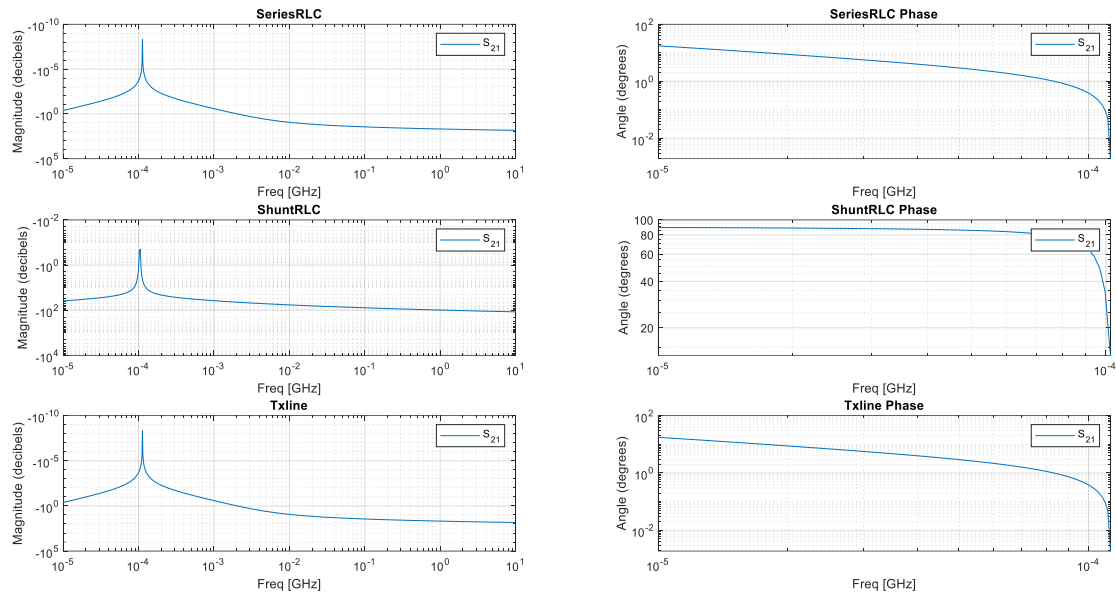 SeriesRLC
-10^-10
-10^-5
-10^0
-10^5
Magnitude (decibels)
S_21
10^-5 10^-4 10^-3 10^-2 10^-1 10^0 10^1
Freq [GHz]
SeriesRLC Phase
10^2
10^0
10^-2
Angle (degrees)
S_21
10^-5 10^-4
Freq [GHz]
ShuntRLC
-10^-2
-10^0
-10^2
-10^4
Magnitude (decibels)
S_21
10^-5 10^-4 10^-3 10^-2 10^-1 10^0 10^1
Freq [GHz]
ShuntRLC Phase
100
80
60
40
20
Angle (degrees)
S_21
10^-5 10^-4
Freq [GHz]
Txline
-10^-10
-10^-5
-10^0
-10^5
Magnitude (decibels)
S_21
10^-5 10^-4 10^-3 10^-2 10^-1 10^0 10^1
Freq [GHz]
Txline Phase
10^2
10^0
10^-2
Angle (degrees)
S_21
10^-5 10^-4
Freq [GHz]